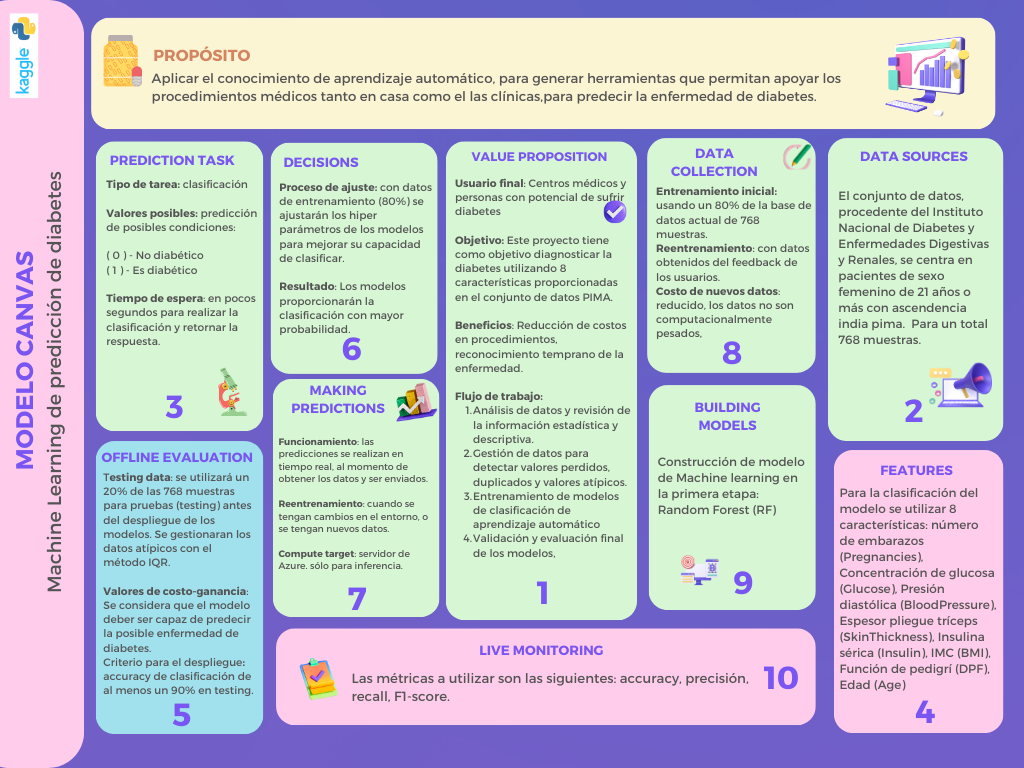 kaggle
MODELO CANVAS
Machine Learning de predicción de diabetes
PROPÓSITO
Aplicar el conocimiento de aprendizaje automático, para generar herramientas que permitan apoyar los
procedimientos médicos tanto en casa como el las clínicas,para predecir la enfermedad de diabetes.
PREDICTION TASK
Tipo de tarea: clasificación
Valores posibles: predicción
de posibles condiciones:
( 0 ) - No diabético
( 1 ) - Es diabético
Tiempo de espera: en pocos
segundos para realizar la
clasificación y retornar la
respuesta.
3
OFFLINE EVALUATION
Testing data: se utilizará un
20% de las 768 muestras
para pruebas (testing) antes
del despliegue de los
modelos. Se gestionaran los
datos atípicos con el
método IQR.
Valores de costo-ganancia:
Se considera que el modelo
deber ser capaz de predecir
la posible enfermedad de
diabetes.
Criterio para el despliegue:
accuracy de clasificación de
al menos un 90% en testing.
5
DECISIONS
Proceso de ajuste: con datos
de entrenamiento (80%) se
ajustarán los hiper
parámetros de los modelos
para mejorar su capacidad
de clasificar.
Resultado: Los modelos
proporcionarán la
clasificación con mayor
probabilidad.
6
MAKING
PREDICTIONS
Funcionamiento: las
predicciones se realizan en
tiempo real, al momento de
obtener los datos y ser enviados.
Reentrenamiento: cuando se
tengan cambios en el entorno, o
se tengan nuevos datos.
Compute target: servidor de
Azure. sólo para inferencia.
7
VALUE PROPOSITION
Usuario final: Centros médicos y
personas con potencial de sufrir
diabetes
Objetivo: Este proyecto tiene
como objetivo diagnosticar la
diabetes utilizando 8
características proporcionadas
en el conjunto de datos PIMA.
Beneficios: Reducción de costos
en procedimientos,
reconocimiento temprano de la
enfermedad.
Flujo de trabajo:
1.Análisis de datos y revisión de
la información estadística y
descriptiva.
2.Gestión de datos para
detectar valores perdidos,
duplicados y valores atípicos.
3.Entrenamiento de modelos
de clasificación de
aprendizaje automático
4.Validación y evaluación final
de los modelos,
1
DATA
COLLECTION
Entrenamiento inicial:
usando un 80% de la base de
datos actual de 768
muestras.
Reentrenamiento: con datos
obtenidos del feedback de
los usuarios.
Costo de nuevos datos:
reducido, los datos no son
computacionalmente
pesados,
8
BUILDING
MODELS
Construcción de modelo
de Machine learning en
la primera etapa:
Random Forest (RF)
9
DATA SOURCES
El conjunto de datos,
procedente del Instituto
Nacional de Diabetes y
Enfermedades Digestivas
y Renales, se centra en
pacientes de sexo
femenino de 21 años o
más con ascendencia
india pima. Para un total
768 muestras.
2
FEATURES
Para la clasificación del
modelo se utilizar 8
características: número
de embarazos
(Pregnancies),
Concentración de glucosa
(Glucose), Presión
diastólica (BloodPressure),
Espesor pliegue tríceps
(SkinThickness), Insulina
sérica (Insulin), IMC (BMI),
Función de pedigrí (DPF),
Edad (Age)
4
LIVE MONITORING
Las métricas a utilizar son las siguientes: accuracy, precisión,
recall, F1-score.
10